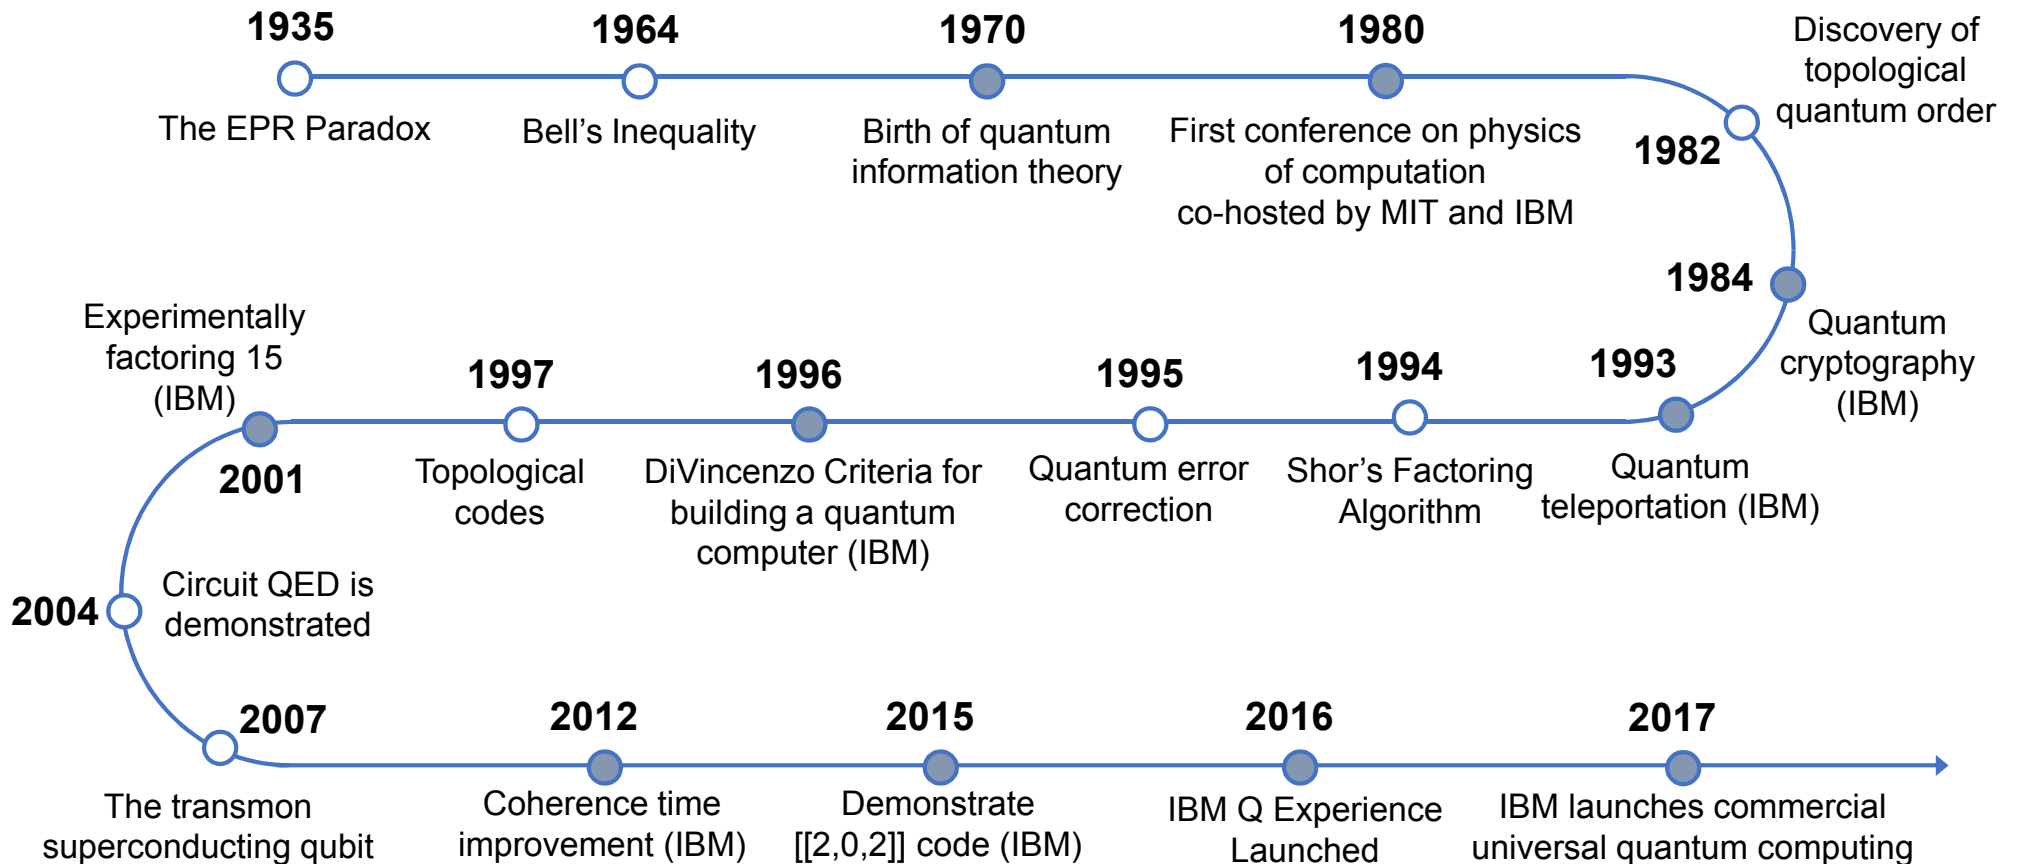 1935
The EPR Paradox
1964
Bell's Inequality
1970
Birth of quantum
information theory
1980
First conference on physics
of computation
co-hosted by MIT and IBM
Discovery of
topological
quantum order
1982
1984
Quantum
cryptography
(IBM)
1993
Quantum
teleportation (IBM)
1994
Shor's Factoring
Algorithm
1995
Quantum error
correction
1996
DiVincenzo Criteria for
building a quantum
computer (IBM)
1997
Topological
codes
Experimentally
factoring 15
(IBM)
2001
2004
Circuit QED is
demonstrated
2007
The transmon
superconducting qubit
2012
Coherence time
improvement (IBM)
2015
Demonstrate
[[2,0,2]] code (IBM)
2016
IBM Q Experience
Launched
2017
IBM launches commercial
universal quantum computing